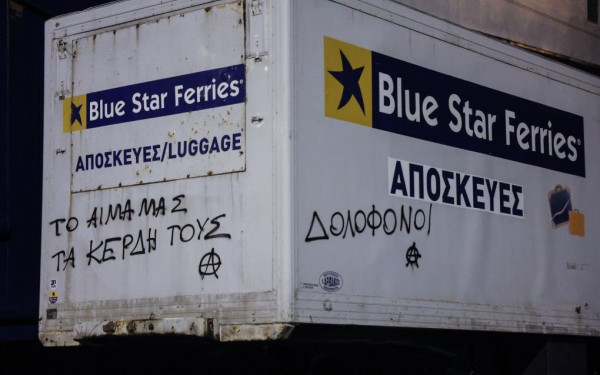 Blue Star Ferries
ΑΠΟΣΚΕΥΕΣ/LUGGAGE
ΤΟ ΑΙΜΑ ΜΑΣ
ΤΑ ΚΕΡΔΗ ΤΟΥΣ
Blue Star Ferries
ΑΠΟΣΚΕΥΕΣ
ΔΟΛΟΦΟΝΟΙ